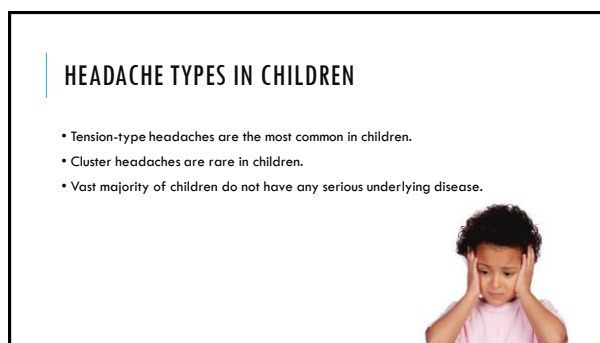 HEADACHE TYPES IN CHILDREN
• Tension-type headaches are the most common in children.
• Cluster headaches are rare in children.
• Vast majority of children do not have any serious underlying disease.